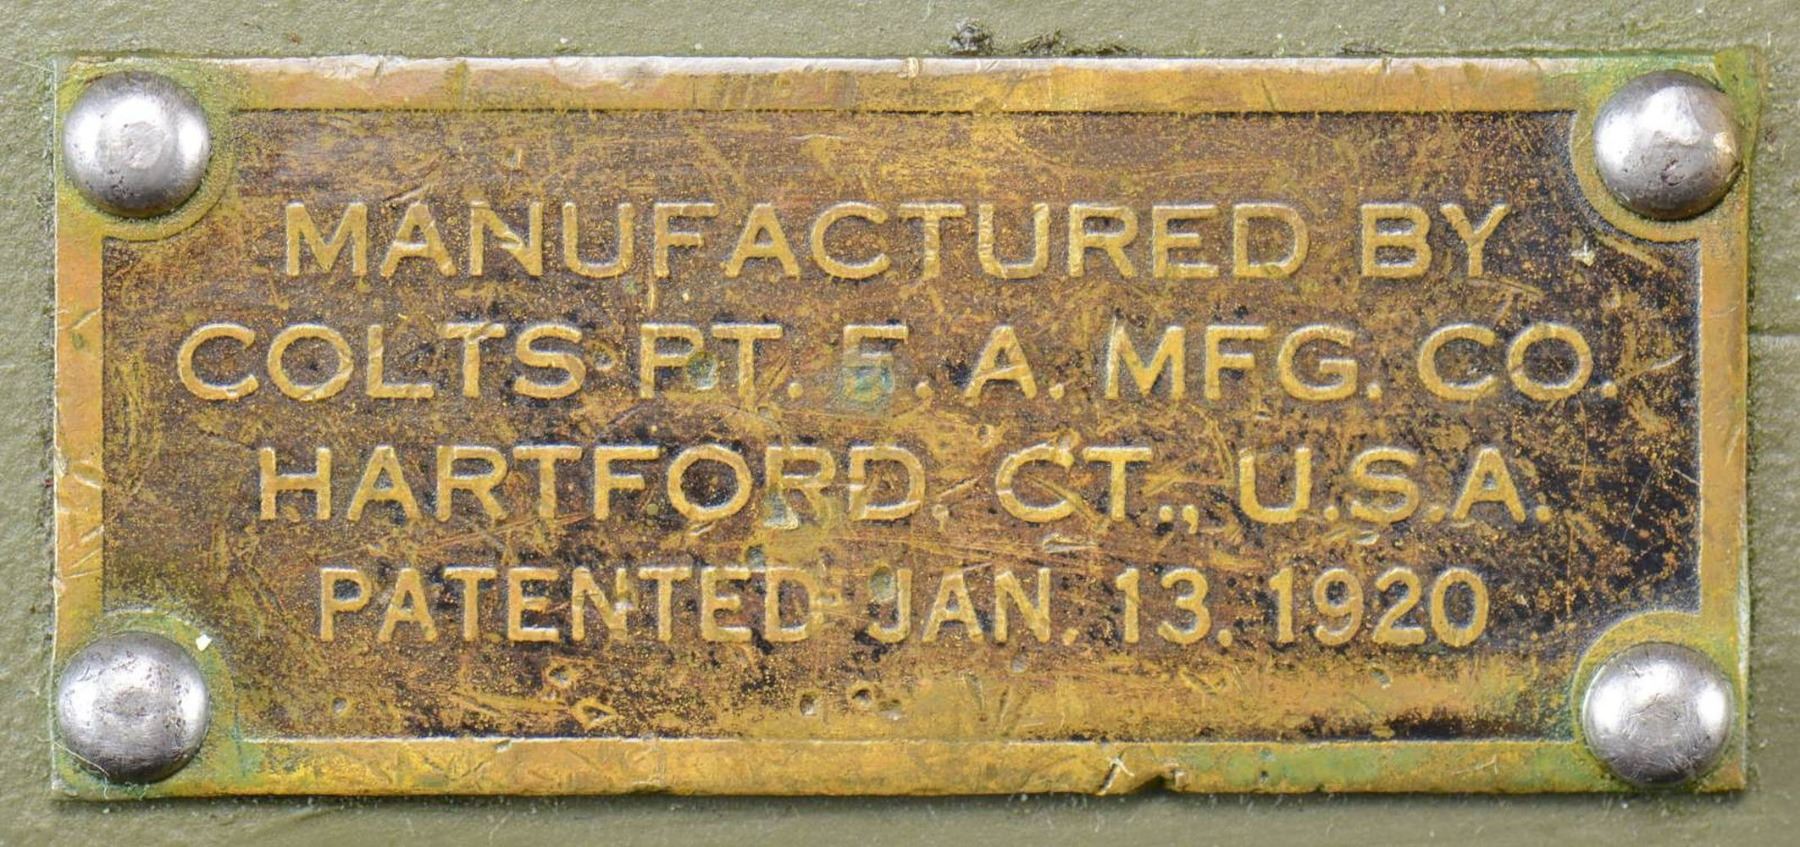 MANUFACTURED BY
COLTS PT. F. A. MFG. CO.
HARTFORD. CT., U.S.A.
PATENTED JAN. 13. 1920